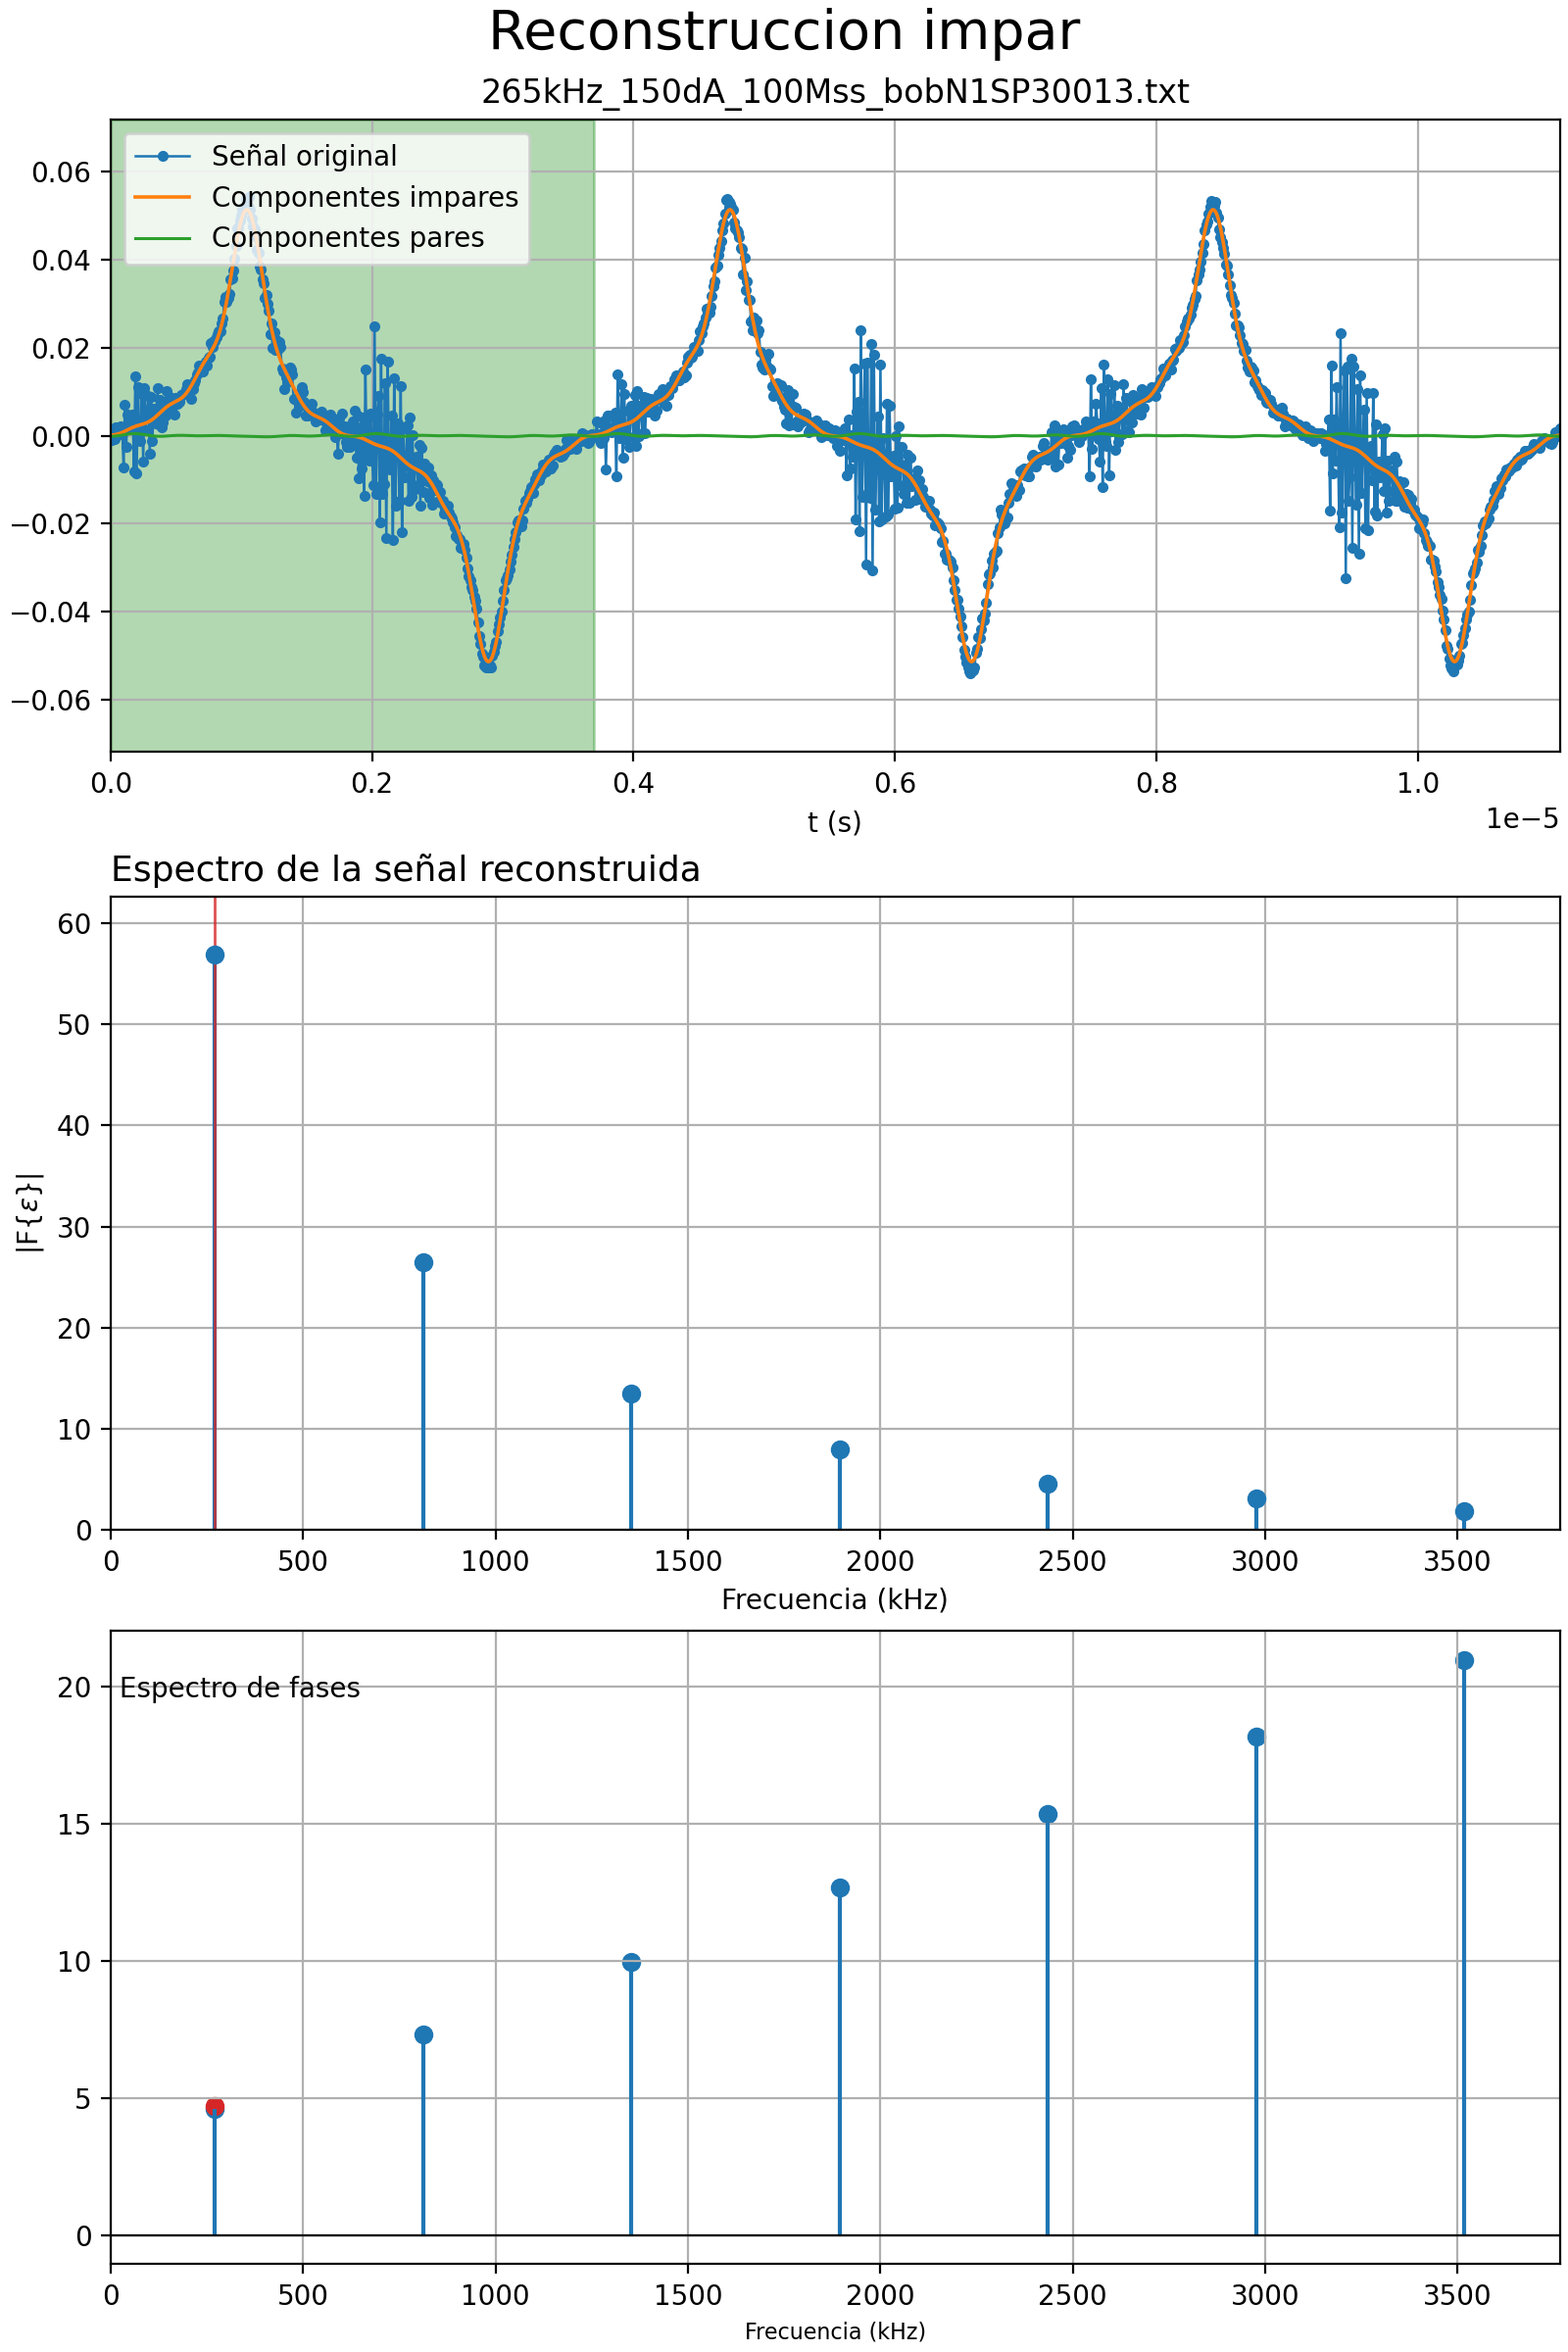 Reconstruccion impar
265kHz_150dA_100Mss_bobN1SP30013.txt
Señal original
Componentes impares
Componentes pares
0.06
0.04
0.02
0.00
−0.02
−0.04
−0.06
0.0 0.2 0.4 0.6 0.8 1.0
t (s)
1e−5
Espectro de la señal reconstruida
60
50
40
30
20
10
0
|F{ε}|
0 500 1000 1500 2000 2500 3000 3500
Frecuencia (kHz)
Espectro de fases
20
15
10
5
0
0 500 1000 1500 2000 2500 3000 3500
Frecuencia (kHz)